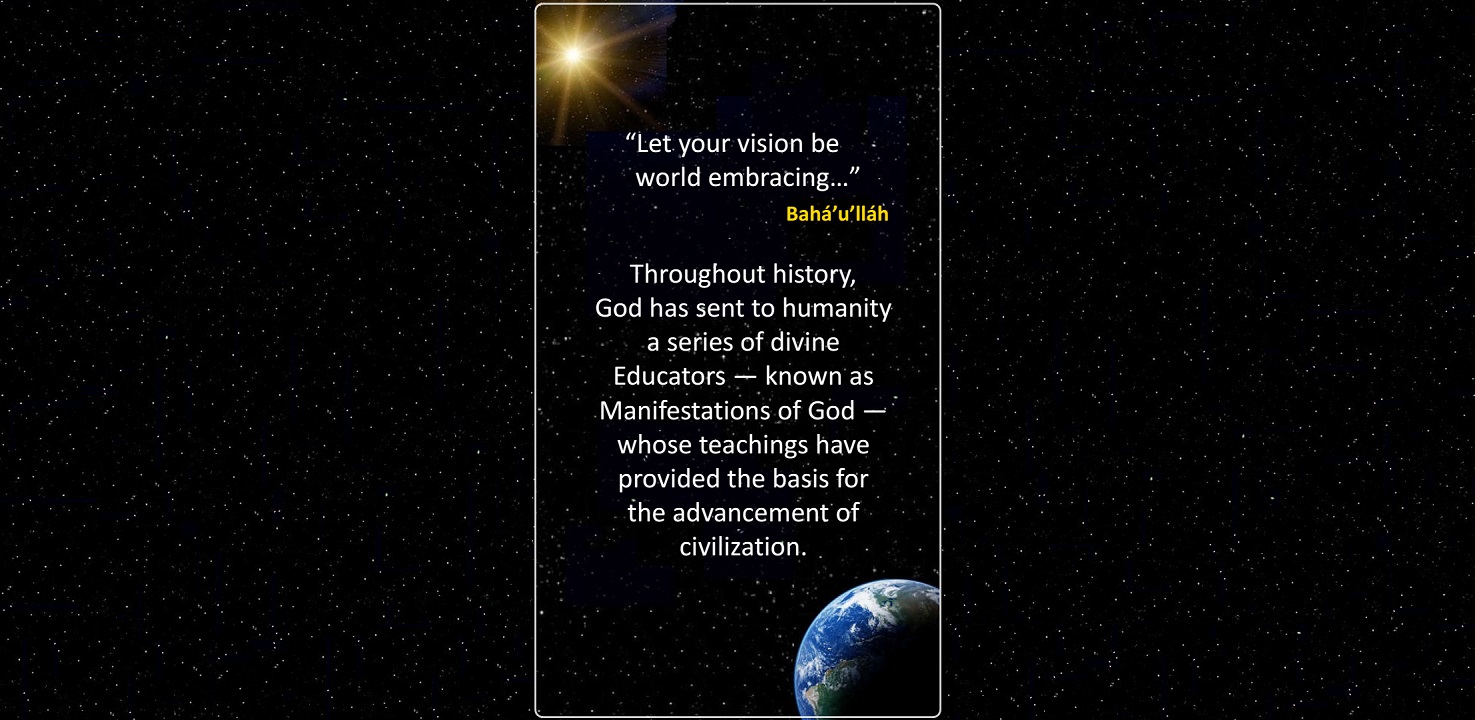 “Let your vision be
world embracing…”
Bahá’u’lláh
Throughout history,
God has sent to humanity
a series of divine
Educators — known as
Manifestations of God —
whose teachings have
provided the basis for
the advancement of
civilization.